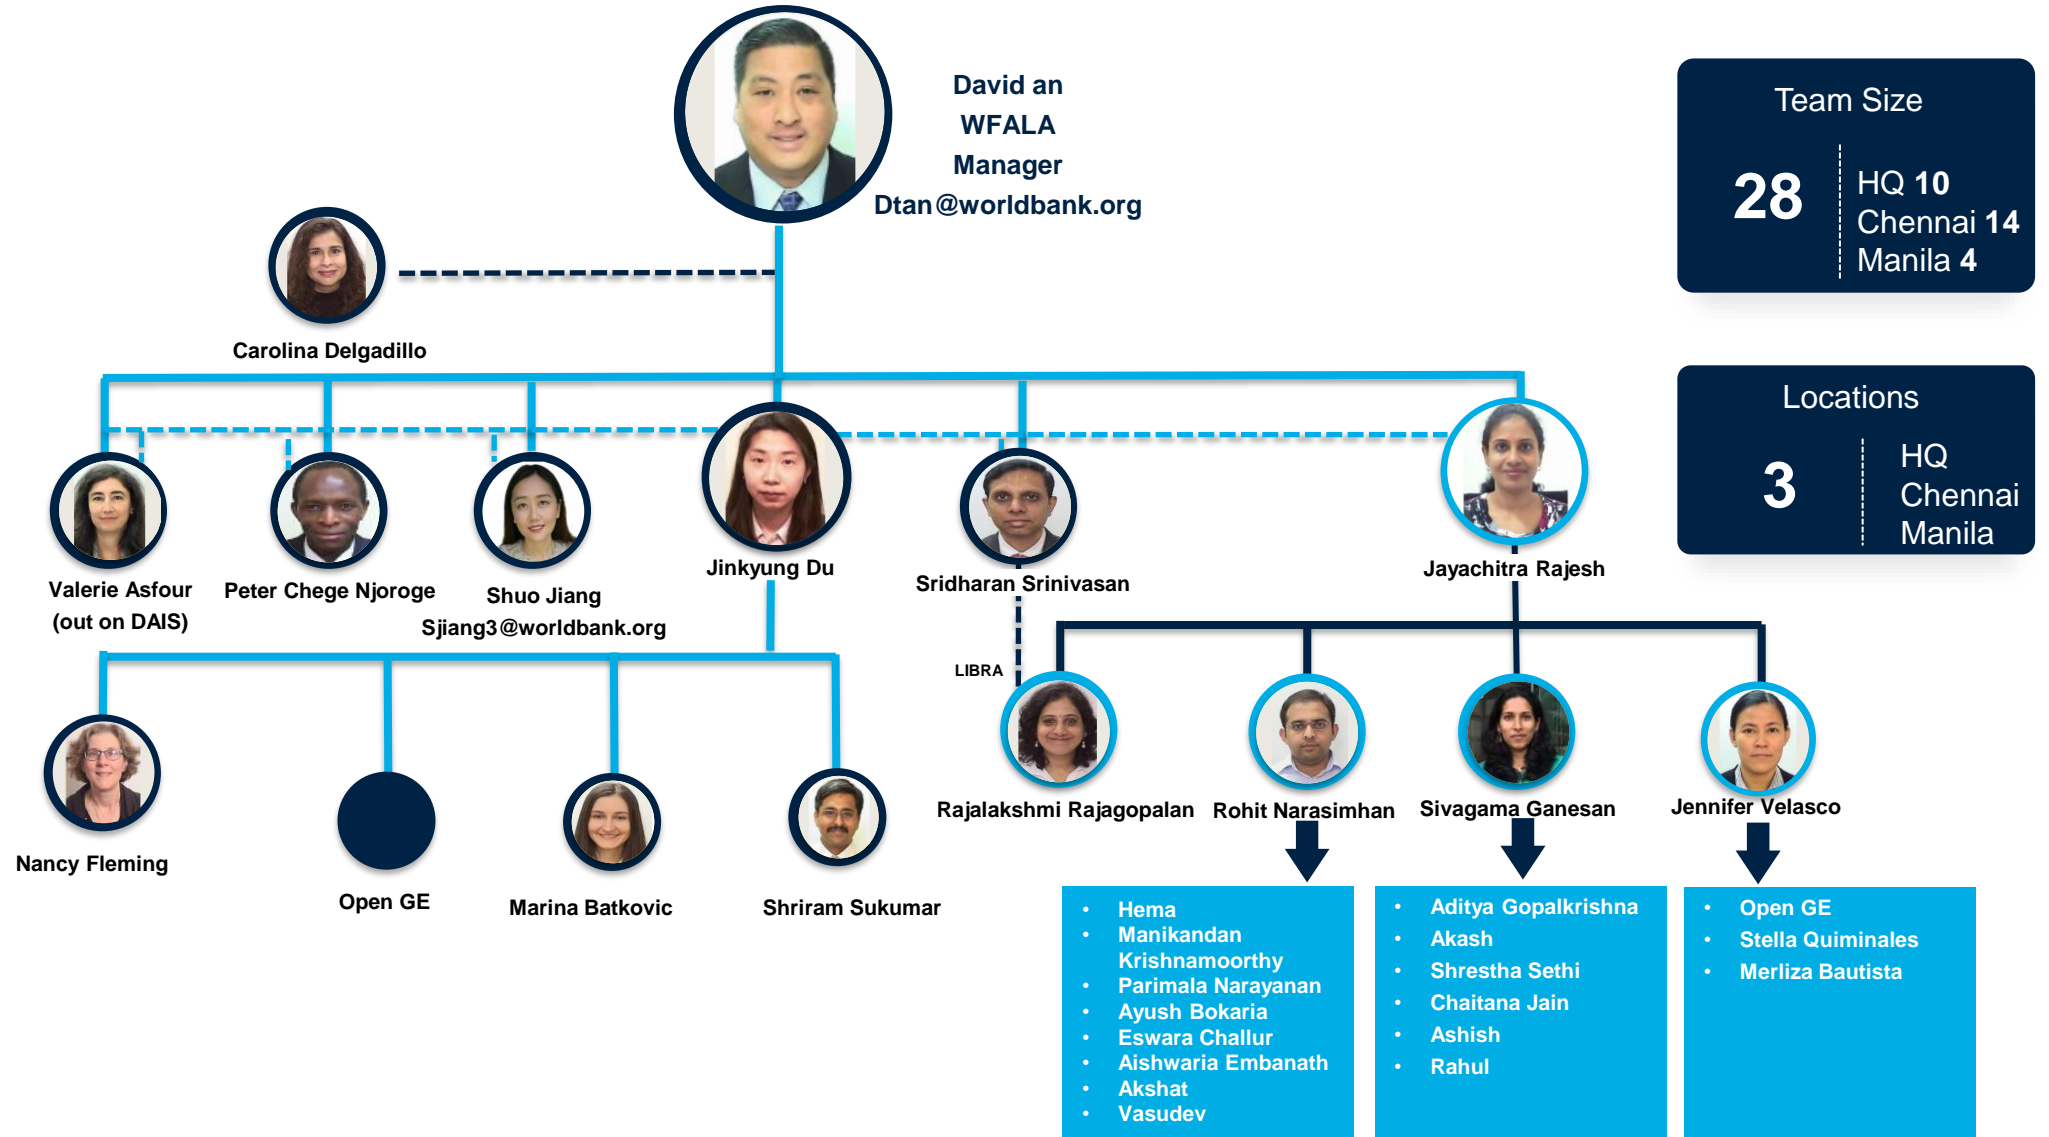 David an
WFALA
Manager
Dtan@worldbank.org
Team Size
28
HQ 10
Chennai 14
Manila 4
Carolina Delgadillo
Locations
3
HQ
Chennai
Manila
Valerie Asfour
(out on DAIS)
Peter Chege Njoroge
Shuo Jiang
Sjiang3@worldbank.org
Jinkyung Du
Sridharan Srinivasan
Jayachitra Rajesh
LIBRA
Nancy Fleming
Open GE
Marina Batkovic
Shriram Sukumar
Rajalakshmi Rajagopalan
Rohit Narasimhan
Sivagama Ganesan
Jennifer Velasco
• Hema
• Manikandan
Krishnamoorthy
• Parimala Narayanan
• Ayush Bokaria
• Eswara Challur
• Aishwaria Embanath
• Akshat
• Vasudev
• Aditya Gopalkrishna
• Akash
• Shrestha Sethi
• Chaitana Jain
• Ashish
• Rahul
• Open GE
• Stella Quiminales
• Merliza Bautista